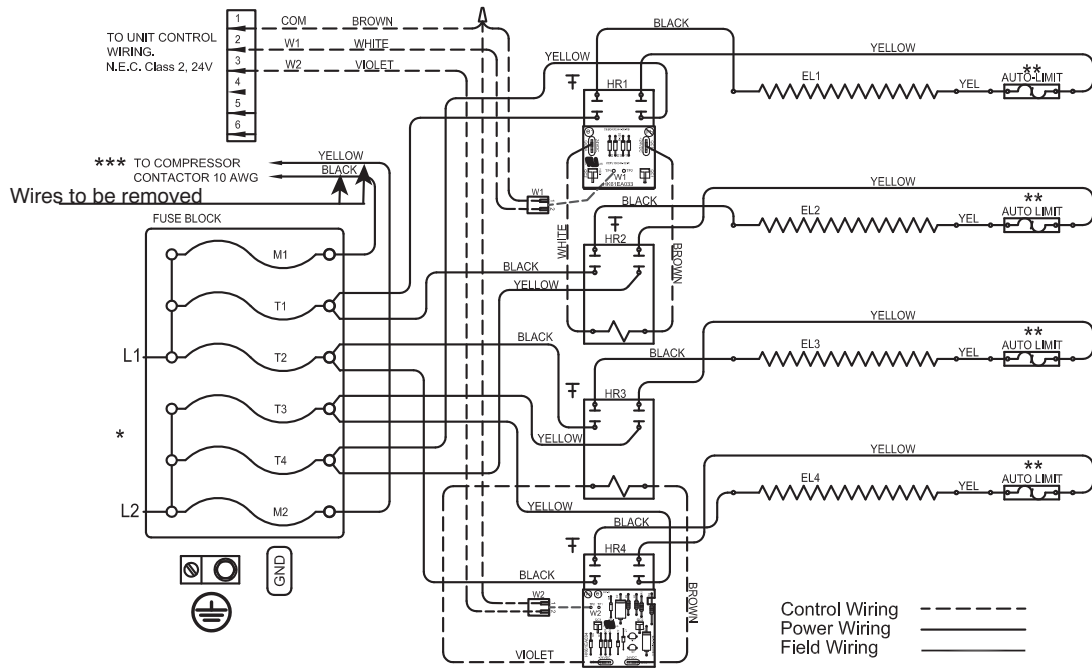 1
2
3
4
5
6
TO UNIT CONTROL
WIRING.
N.E.C. Class 2, 24V
COM BROWN
W1 WHITE
W2 VIOLET
*** TO COMPRESSOR
CONTACTOR 10 AWG
YELLOW
BLACK
Wires to be removed
FUSE BLOCK
M1
T1
L1
T2
*
T3
T4
L2
M2
GND
BLACK
YELLOW
YELLOW
HR1
W1
HK61EA003
W1
EL1
YEL
**
AUTO-LIMIT
WHITE
BROWN
BLACK
YELLOW
HR2
BLACK
YELLOW
EL2
YEL
**
AUTO LIMIT
BLACK
BLACK
YELLOW
HR3
YELLOW
EL3
YEL
**
AUTO LIMIT
YELLOW
BLACK
YELLOW
HR4
BLACK
EL4
YEL
**
AUTO LIMIT
W2
W2
VIOLET
BROWN
Control Wiring
Power Wiring
Field Wiring